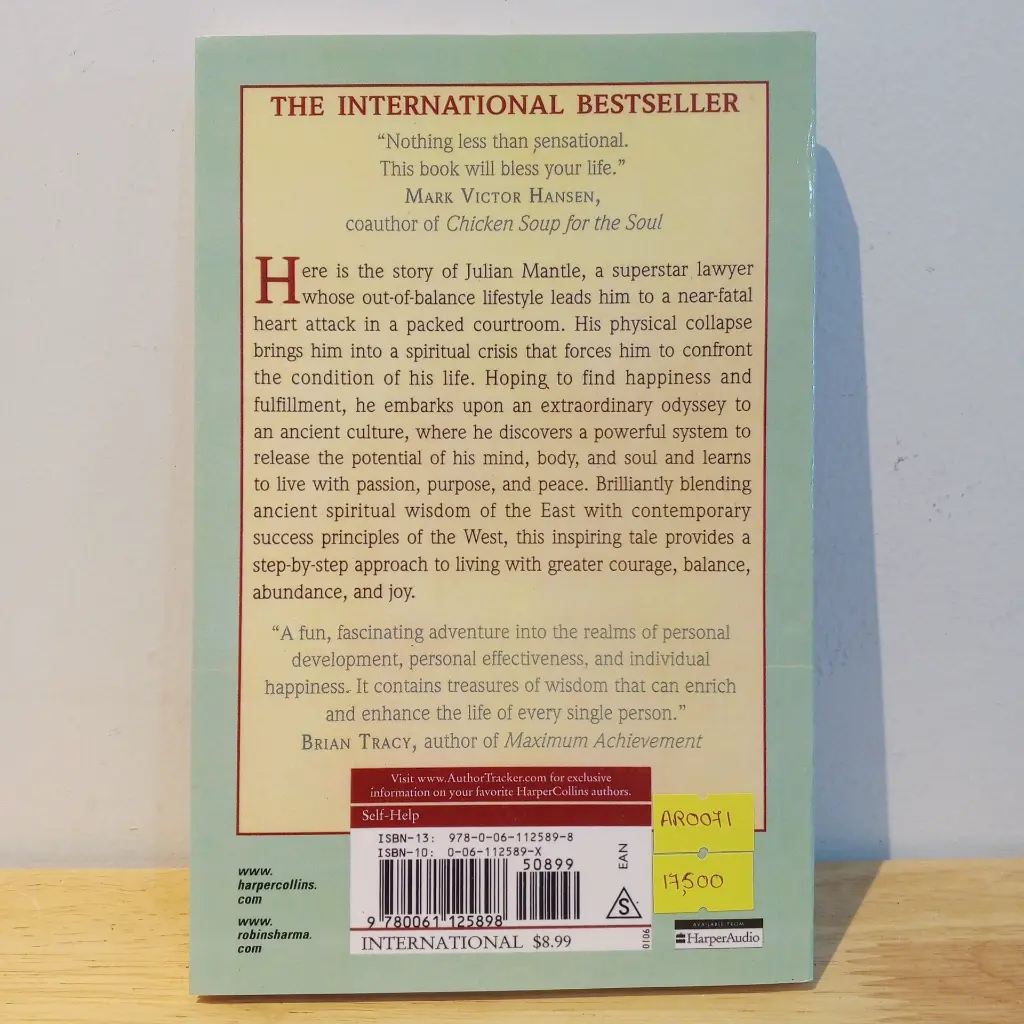 THE INTERNATIONAL BESTSELLER
“Nothing less than sensational.
This book will bless your life.”
MARK VICTOR HANSEN,
coauthor of Chicken Soup for the Soul
Here is the story of Julian Mantle, a superstar lawyer
whose out-of-balance lifestyle leads him to a near-fatal
heart attack in a packed courtroom. His physical collapse
brings him into a spiritual crisis that forces him to confront
the condition of his life. Hoping to find happiness and
fulfillment, he embarks upon an extraordinary odyssey to
an ancient culture, where he discovers a powerful system to
release the potential of his mind, body, and soul and learns
to live with passion, purpose, and peace. Brilliantly blending
ancient spiritual wisdom of the East with contemporary
success principles of the West, this inspiring tale provides a
step-by-step approach to living with greater courage, balance,
abundance, and joy.
“A fun, fascinating adventure into the realms of personal
development, personal effectiveness, and individual
happiness. It contains treasures of wisdom that can enrich
and enhance the life of every single person.”
BRIAN TRACY, author of Maximum Achievement
Visit www.AuthorTracker.com for exclusive
information on your favorite HarperCollins authors.
Self-Help
ISBN-13: 978-0-06-112589-8
ISBN-10: 0-06-112589-X
50899
EAN
S
9 780061 125898
INTERNATIONAL $8.99
9010
AR0071
17,500
www.
harpercollins.
com
www.
robinsharma.
com
AVAILABLE FROM
HarperAudio